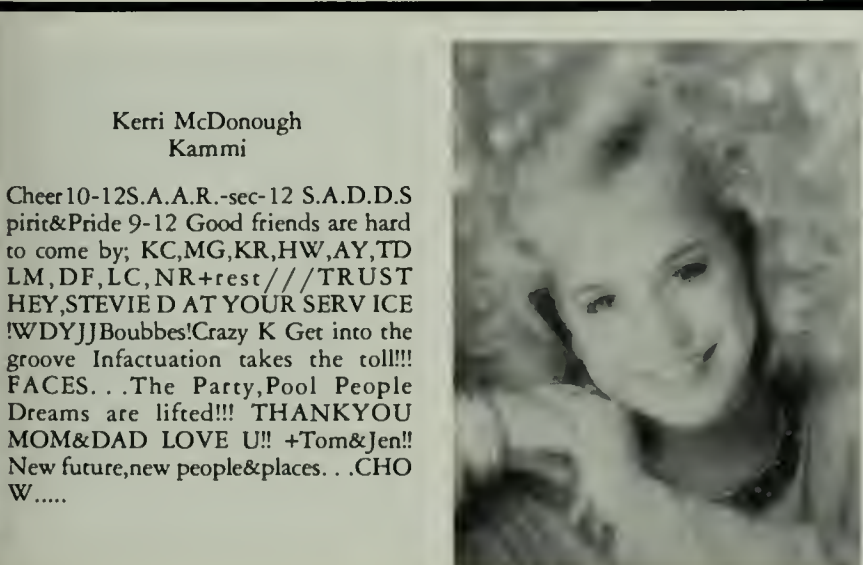 Kerri McDonough
Kammi
Cheer10-12S.A.A.R.-sec-12 S.A.D.D.S
pirit&Pride 9-12 Good friends are hard
to come by; KC,MG,KR,HW,AY,TD
LM,DF,LC,NR+rest///TRUST
HEY,STEVIE D AT YOUR SERV ICE
!WDYJJBoubbes!Crazy K Get into the
groove Infactuation takes the toll!!!
FACES. . .The Party,Pool People
Dreams are lifted!!! THANKYOU
MOM&DAD LOVE U!! +Tom&Jen!!
New future,new people&places. . .CHO
W.....